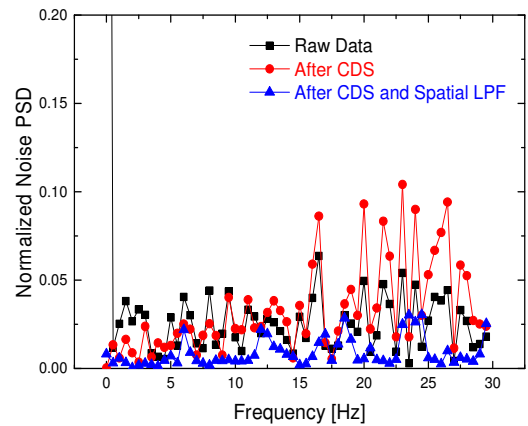 0.20
Raw Data
After CDS
After CDS and Spatial LPF
0.15
0.10
0.05
0.00
Normalized Noise PSD
0 5 10 15 20 25 30
Frequency [Hz]